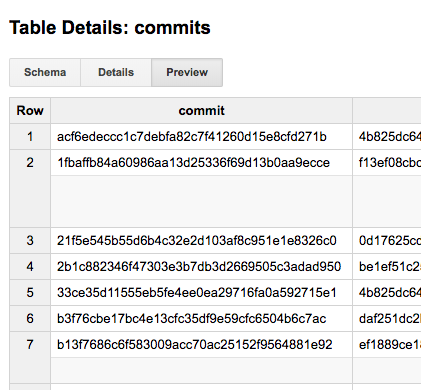 Table Details: commits
Schema Details Preview
Row commit
1 acf6edeccc1c7debfa82c7f41260d15e8cfd271b 4b825dc64
2 1fbaffb84a60986aa13d25336f69d13b0aa9ecce f13ef08cbc
3 21f5e545b55d6b4c32e2d103af8c951e1e8326c0 0d17625cc
4 2b1c882346f47303e3b7db3d2669505c3adad950 be1ef51c2
5 33ce35d11555eb5fe4ee0ea29716fa0a592715e1 4b825dc64
6 b3f76cbe17bc4e13cfc35df9e59cfc6504b6c7ac daf251dc2
7 b13f7686c6f583009acc70ac25152f9564881e92 ef1889ce1